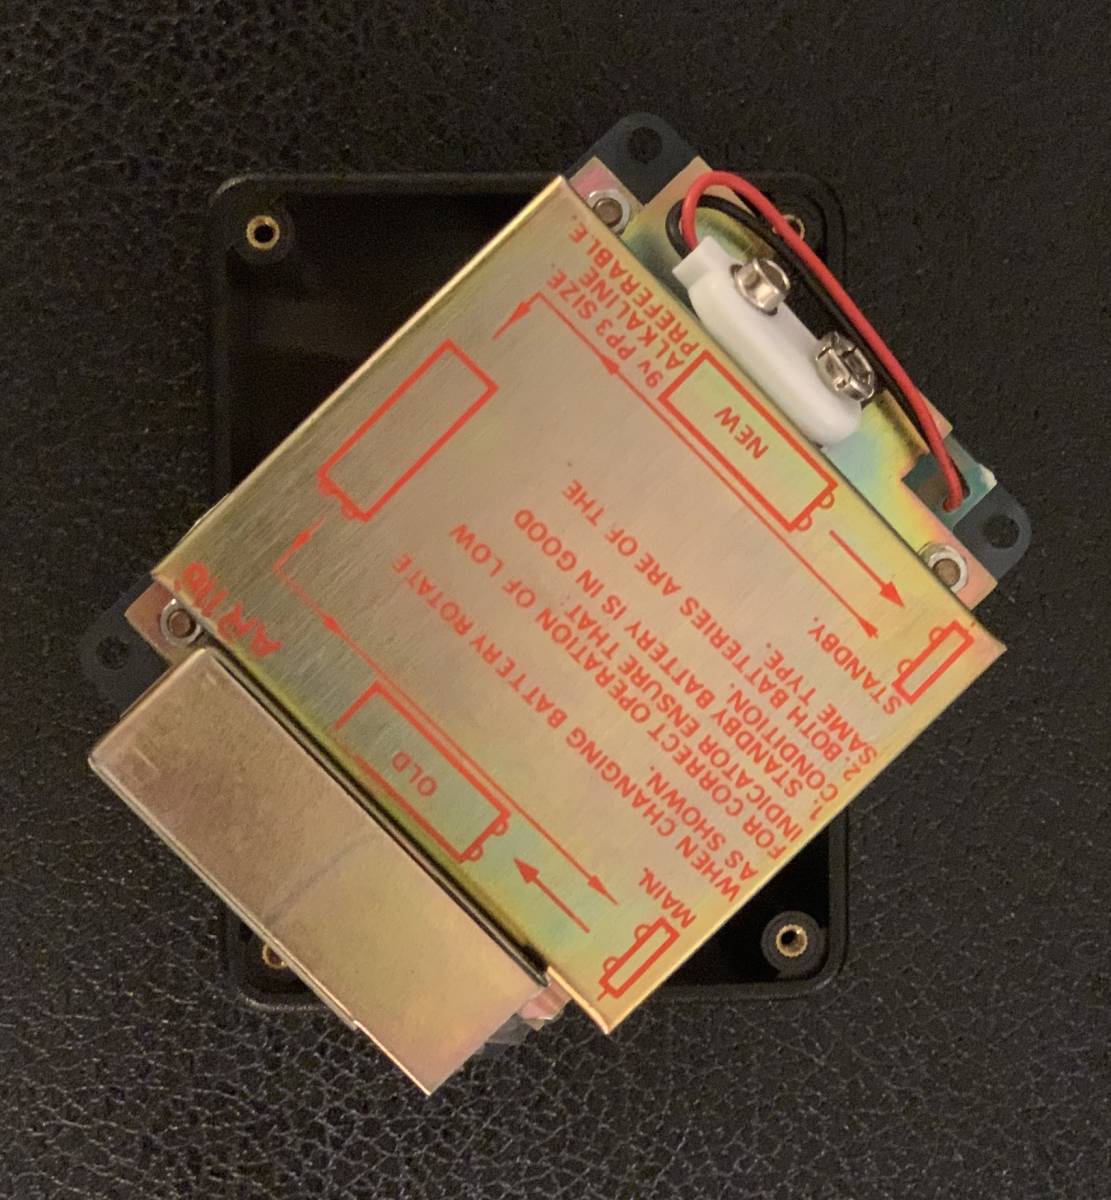 AR116
OLD
MAIN.
WHEN CHANGING BATTERY ROTATE
AS SHOWN.
FOR CORRECT OPERATION OF LOW
INDICATOR ENSURE THAT
1. STANDBY BATTERY IS IN GOOD
CONDITION.
2. BOTH BATTERIES ARE OF THE
SAME TYPE.
STANDBY.
NEW
9v PP3 SIZE.
ALKALINE
PREFERABLE.